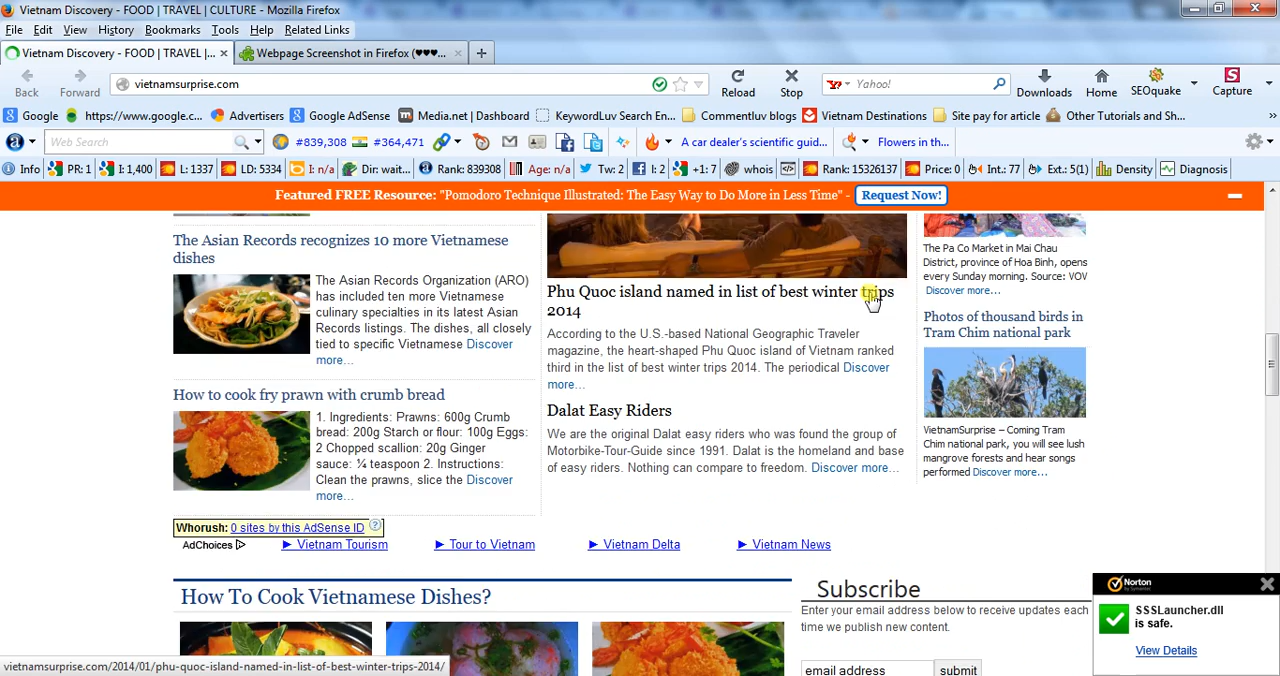 Vietnam Discovery - FOOD | TRAVEL | CULTURE - Mozilla Firefox
File Edit View History Bookmarks Tools Help Related Links
Vietnam Discovery - FOOD | TRAVEL |... × Webpage Screenshot in Firefox (♥♥♥... × +
Back Forward vietnamsurprise.com Reload Stop Yahoo! Downloads Home SEOquake Capture
Google https://www.google.c... Advertisers Google AdSense Media.net | Dashboard KeywordLuv Search En... Commentluv blogs Vietnam Destinations Site pay for article Other Tutorials and Sh... »
Web Search #839,308 #364,471 A car dealer's scientific guid... Flowers in th...
Info PR: 1 I: 1,400 L: 1337 LD: 5334 I: n/a Dir: wait... Rank: 839308 Age: n/a Tw: 2 I: 2 +1: 7 whois Rank: 15326137 Price: 0 Int: 77 Ext: 5(1) Density Diagnosis
Featured FREE Resource: "Pomodoro Technique Illustrated: The Easy Way to Do More in Less Time" - Request Now!
The Asian Records recognizes 10 more Vietnamese
dishes
The Asian Records Organization (ARO)
has included ten more Vietnamese
culinary specialties in its latest Asian
Records listings. The dishes, all closely
tied to specific Vietnamese Discover
more...
How to cook fry prawn with crumb bread
1. Ingredients: Prawns: 600g Crumb
bread: 200g Starch or flour: 100g Eggs:
2 Chopped scallion: 20g Ginger
sauce: ¼ teaspoon 2. Instructions:
Clean the prawns, slice the Discover
more...
Phu Quoc island named in list of best winter trips
2014
According to the U.S.-based National Geographic Traveler
magazine, the heart-shaped Phu Quoc island of Vietnam ranked
third in the list of best winter trips 2014. The periodical Discover
more...
Dalat Easy Riders
We are the original Dalat easy riders who was found the group of
Motorbike-Tour-Guide since 1991. Dalat is the homeland and base
of easy riders. Nothing can compare to freedom. Discover more...
The Pa Co Market in Mai Chau
District, province of Hoa Binh, opens
every Sunday morning. Source: VOV
Discover more...
Photos of thousand birds in
Tram Chim national park
VietnamSurprise – Coming Tram
Chim national park, you will see lush
mangrove forests and hear songs
performed Discover more...
Whorush: 0 sites by this AdSense ID ?
AdChoices ► Vietnam Tourism ► Tour to Vietnam ► Vietnam Delta ► Vietnam News
How To Cook Vietnamese Dishes?
Subscribe
Enter your email address below to receive updates each
time we publish new content.
email address submit
Norton
by Symantec
SSSLauncher.dll
is safe.
View Details
vietnamsurprise.com/2014/01/phu-quoc-island-named-in-list-of-best-winter-trips-2014/